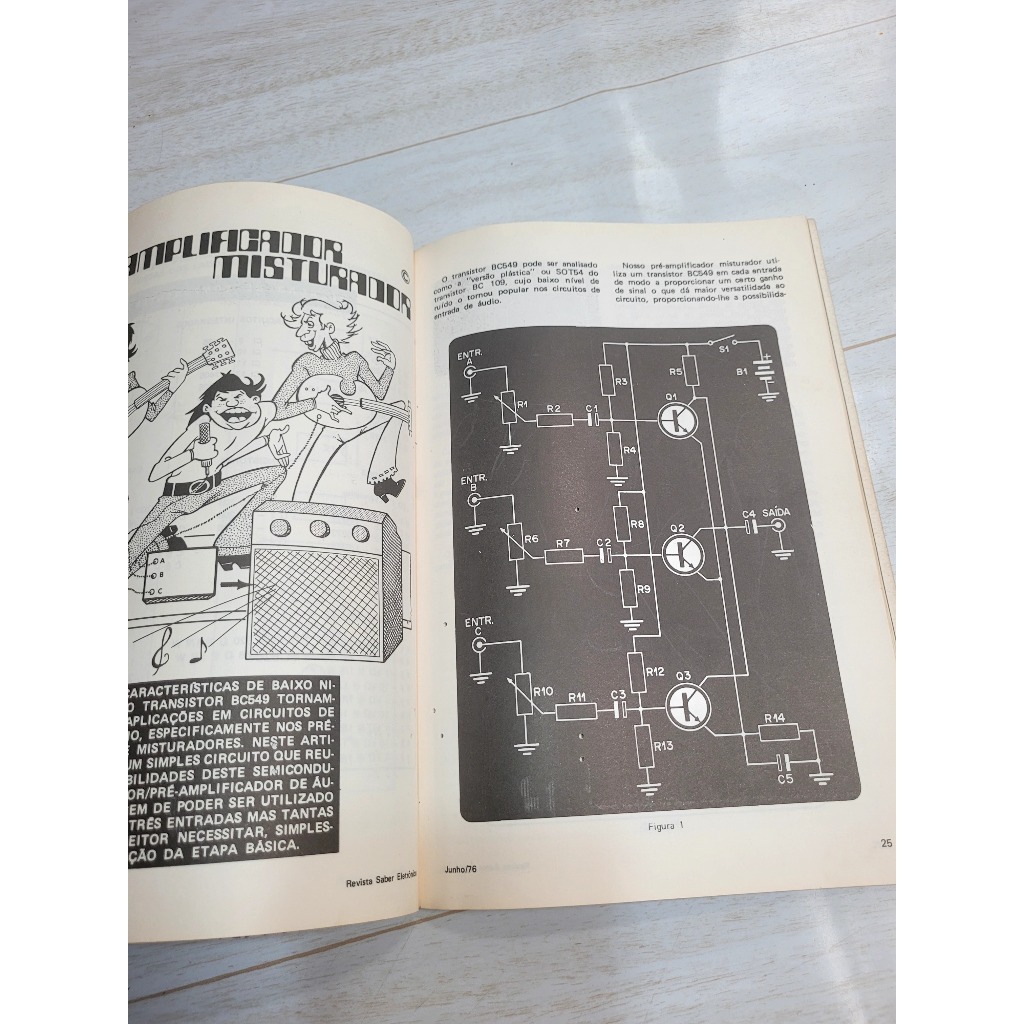 AMPLIFICADOR
MISTURADOR
©
A
B
C
CARACTERÍSTICAS DE BAIXO NI-
O TRANSISTOR BC549 TORNAM-
APLICAÇÕES EM CIRCUITOS DE
IO, ESPECIFICAMENTE NOS PRÉ-
E MISTURADORES. NESTE ARTI-
UM SIMPLES CIRCUITO QUE REU-
BILIDADES DESTE SEMICONDU-
OR/PRÉ-AMPLIFICADOR DE ÁU-
EM DE PODER SER UTILIZADO
TRÊS ENTRADAS MAS TANTAS
EITOR NECESSITAR, SIMPLES-
ÇÃO DA ETAPA BÁSICA.
Revista Saber Eletrônica
O transistor BC549 pode ser analisado
como a "versão plástica" ou SOT54 do
transistor BC 109, cujo baixo nível de
ruído o tornou popular nos circuitos de
entrada de áudio.
Nosso pré-amplificador misturador uti-
liza um transistor BC549 em cada entrada
de modo a proporcionar um certo ganho
de sinal o que dá maior versatilidade ao
circuito, proporcionando-lhe a possibilida-
ENTR.
A
R1
R2
C1
R3
R4
Q1
R5
S1
B1
ENTR.
B
R6
R7
C2
R8
R9
Q2
C4
SAÍDA
ENTR.
C
R10
R11
C3
R12
R13
Q3
R14
C5
Figura 1
Junho/76
25